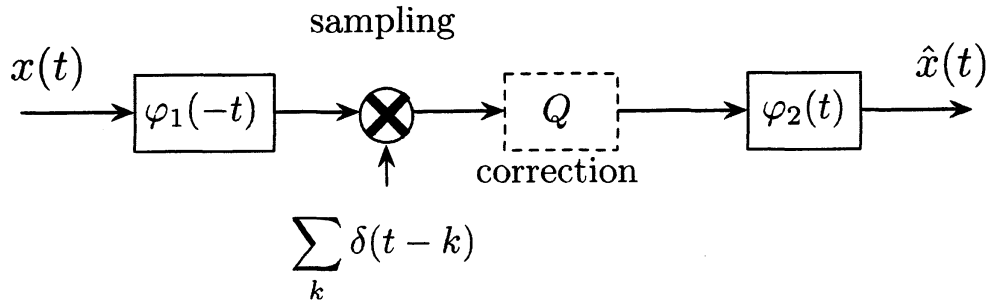 sampling
x(t)
φ₁(−t)
Q
φ₂(t)
x̂(t)
correction
∑ₖ δ(t − k)